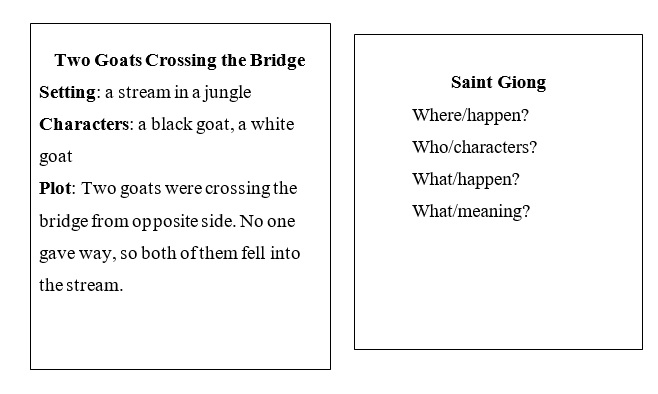 Two Goats Crossing the Bridge
Setting: a stream in a jungle
Characters: a black goat, a white
goat
Plot: Two goats were crossing the
bridge from opposite side. No one
gave way, so both of them fell into
the stream.
Saint Giong
Where/happen?
Who/characters?
What/happen?
What/meaning?